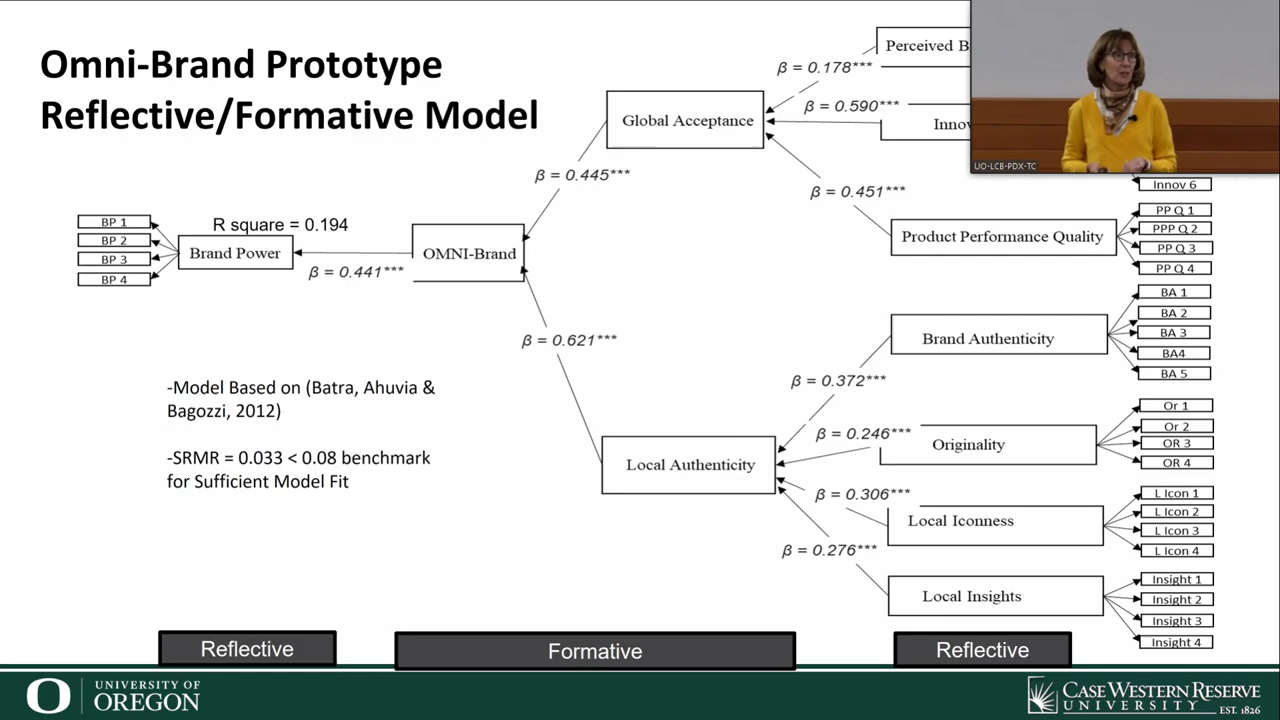 Omni-Brand Prototype
Reflective/Formative Model
Perceived B
β = 0.178***
β = 0.590***
Global Acceptance
Innov
UO-LCB-PDX-TC
β = 0.445***
β = 0.451***
Innov 6
PP Q 1
PPP Q 2
PP Q 3
PP Q 4
Product Performance Quality
BP 1
BP 2
BP 3
BP 4
R square = 0.194
Brand Power
OMNI-Brand
β = 0.441***
BA 1
BA 2
BA 3
BA4
BA 5
Brand Authenticity
β = 0.621***
β = 0.372***
-Model Based on (Batra, Ahuvia &
Bagozzi, 2012)
-SRMR = 0.033 < 0.08 benchmark
for Sufficient Model Fit
Or 1
Or 2
OR 3
OR 4
β = 0.246***
Originality
Local Authenticity
β = 0.306***
Local Iconness
L Icon 1
L Icon 2
L Icon 3
L Icon 4
β = 0.276***
Local Insights
Insight 1
Insight 2
Insight 3
Insight 4
Reflective
Formative
Reflective
UNIVERSITY OF
OREGON
CASE WESTERN RESERVE
UNIVERSITY
EST. 1826